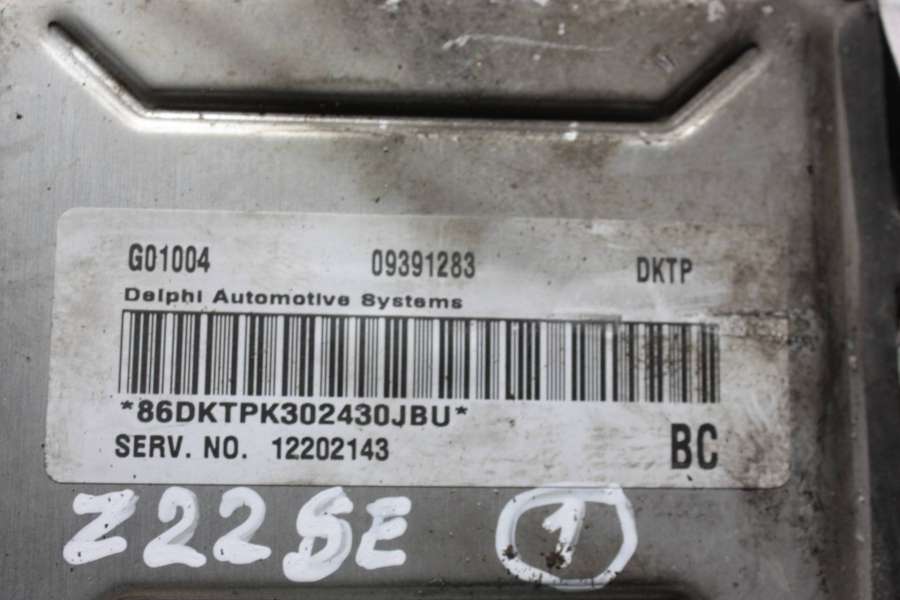 G01004 09391283 DKTP
Delphi Automotive Systems
*86DKTPK302430JBU*
SERV. NO. 12202143 BC
Z22SE 1